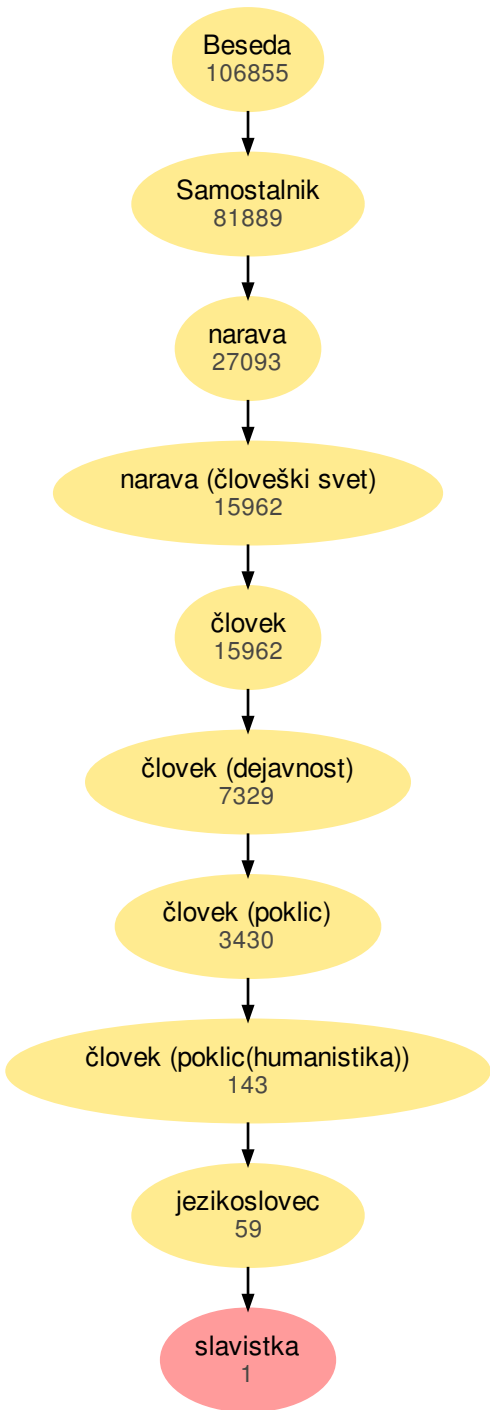 Beseda
106855
Samostalnik
81889
narava
27093
narava (človeški svet)
15962
človek
15962
človek (dejavnost)
7329
človek (poklic)
3430
človek (poklic(humanistika))
143
jezikoslovec
59
slavistka
1